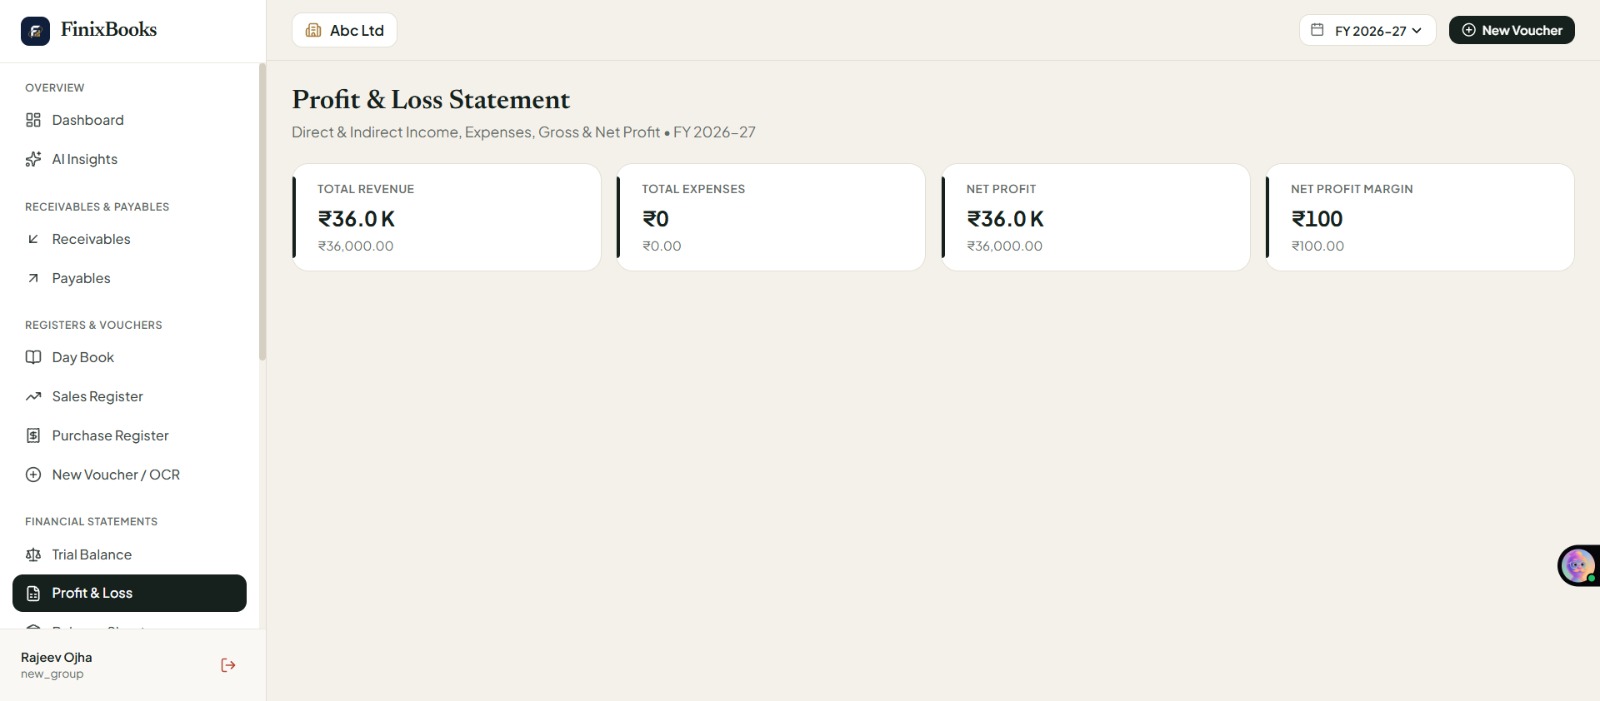 FinixBooks
OVERVIEW
Dashboard
AI Insights
RECEIVABLES & PAYABLES
Receivables
Payables
REGISTERS & VOUCHERS
Day Book
Sales Register
Purchase Register
New Voucher / OCR
FINANCIAL STATEMENTS
Trial Balance
Profit & Loss
Rajeev Ojha
new_group
Abc Ltd
FY 2026-27
New Voucher
Profit & Loss Statement
Direct & Indirect Income, Expenses, Gross & Net Profit • FY 2026-27
TOTAL REVENUE
₹36.0 K
₹36,000.00
TOTAL EXPENSES
₹0
₹0.00
NET PROFIT
₹36.0 K
₹36,000.00
NET PROFIT MARGIN
₹100
₹100.00